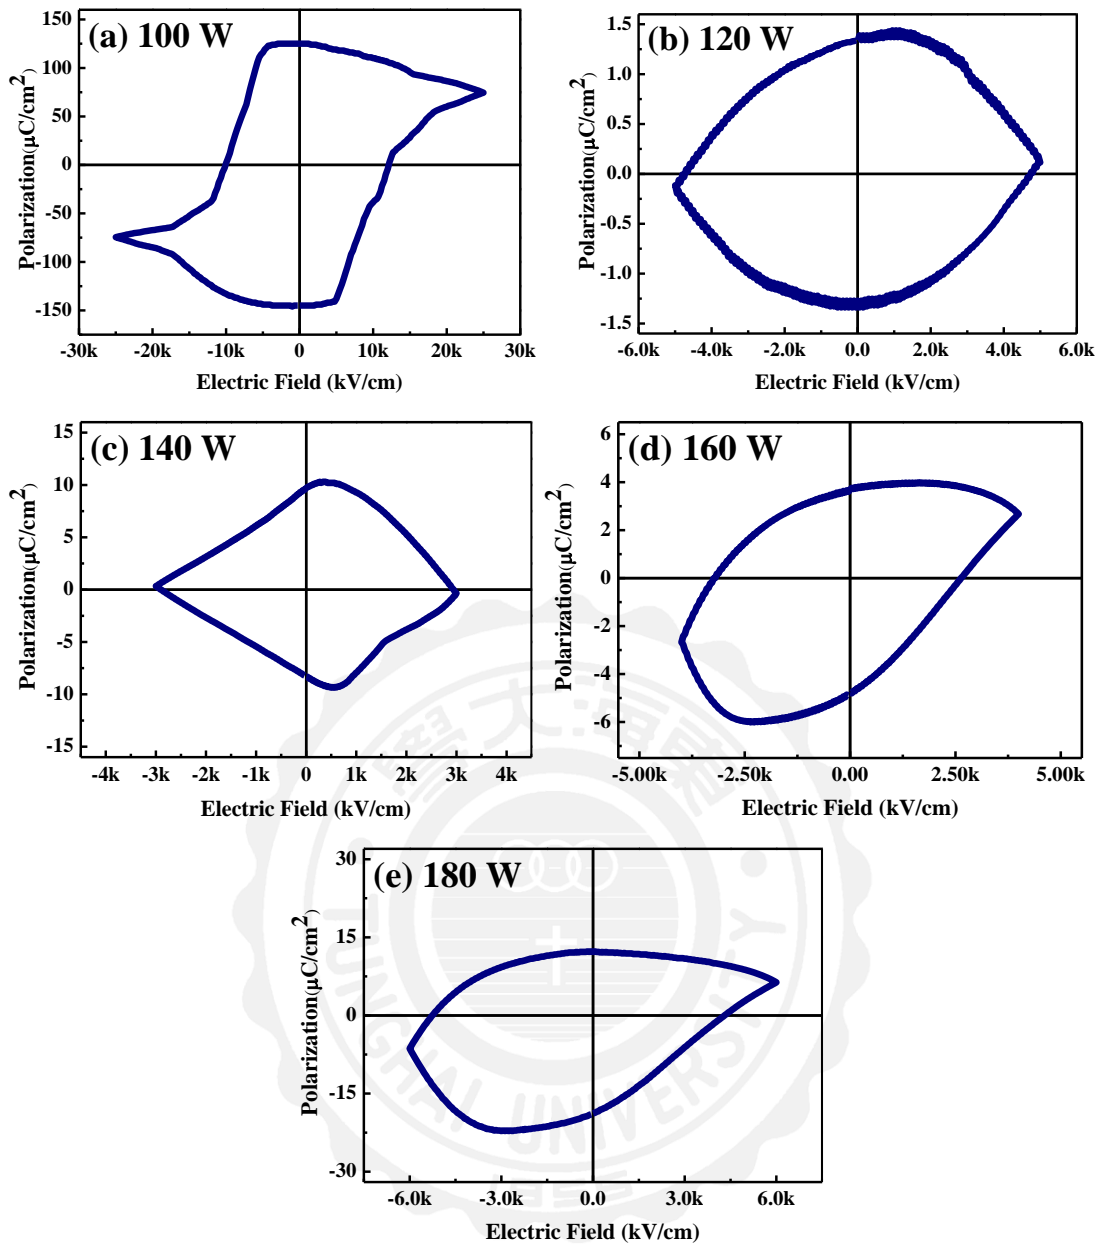 (a) 100 W
150
100
50
0
-50
-100
-150
Polarization(μC/cm²)
-30k -20k -10k 0 10k 20k 30k
Electric Field (kV/cm)
(b) 120 W
1.5
1.0
0.5
0.0
-0.5
-1.0
-1.5
Polarization(μC/cm²)
-6.0k -4.0k -2.0k 0.0 2.0k 4.0k 6.0k
Electric Field (kV/cm)
(c) 140 W
15
10
5
0
-5
-10
-15
Polarization(μC/cm²)
-4k -3k -2k -1k 0 1k 2k 3k 4k
Electric Field (kV/cm)
(d) 160 W
6
4
2
0
-2
-4
-6
Polarization(μC/cm²)
-5.00k -2.50k 0.00 2.50k 5.00k
Electric Field (kV/cm)
(e) 180 W
30
15
0
-15
-30
Polarization(μC/cm²)
-6.0k -3.0k 0.0 3.0k 6.0k
Electric Field (kV/cm)
學大海東
TUNGHAI UNIVERSITY